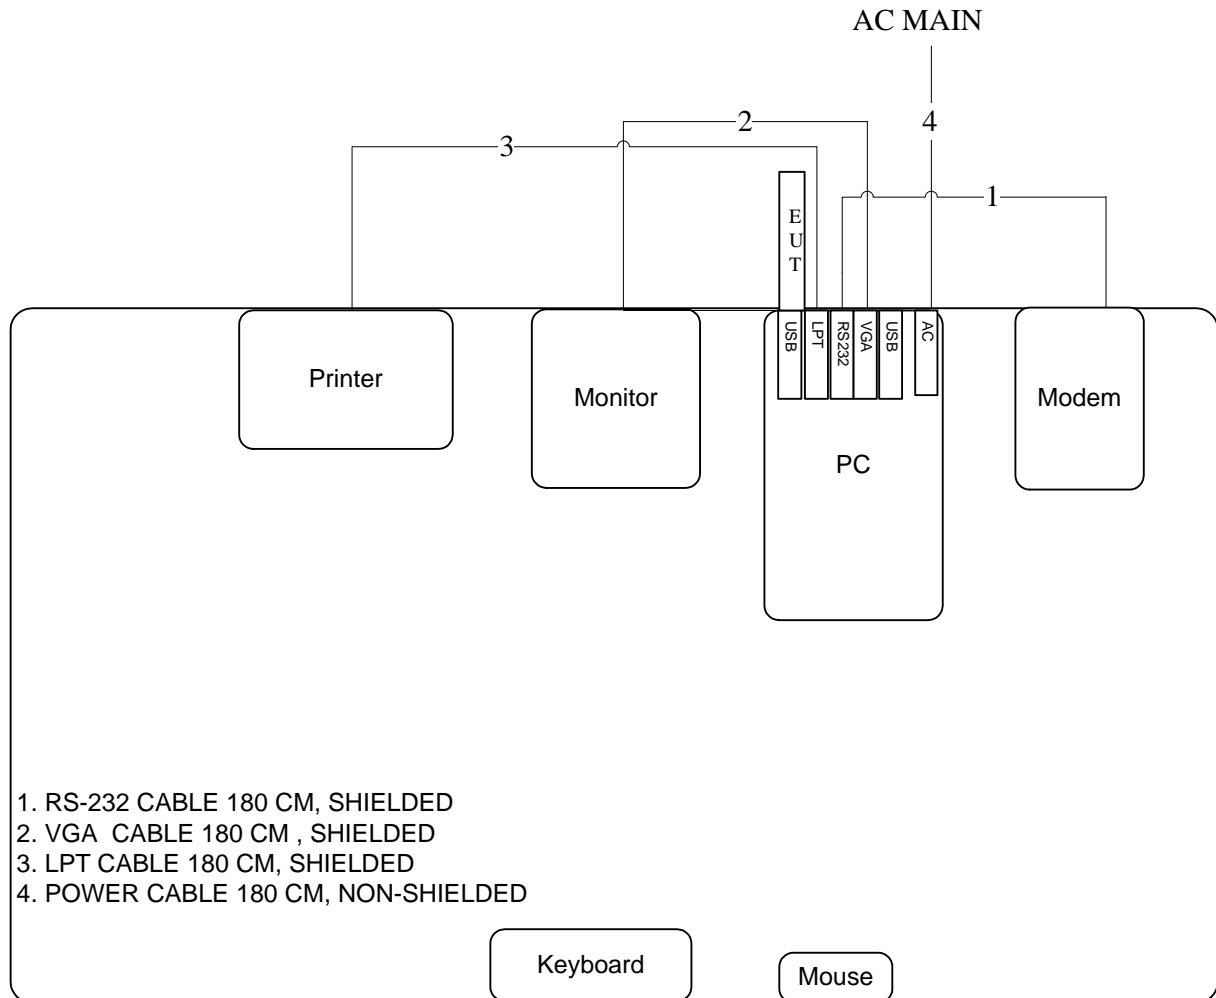 AC MAIN
2
4
3
1
EUT
USB
LPT
RS232
VGA
USB
AC
Printer
Monitor
Modem
PC
1. RS-232 CABLE 180 CM, SHIELDED
2. VGA  CABLE 180 CM , SHIELDED
3. LPT CABLE 180 CM, SHIELDED
4. POWER CABLE 180 CM, NON-SHIELDED
Keyboard
Mouse